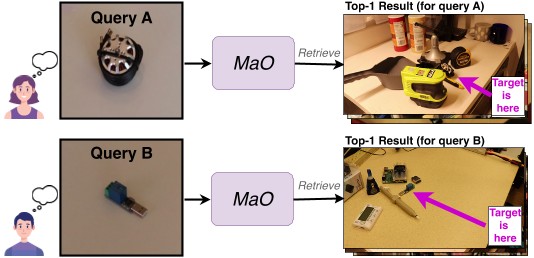 Query A
MaO
Retrieve
Top-1 Result (for query A)
Target
is
here
Query B
MaO
Retrieve
Top-1 Result (for query B)
Target
is
here